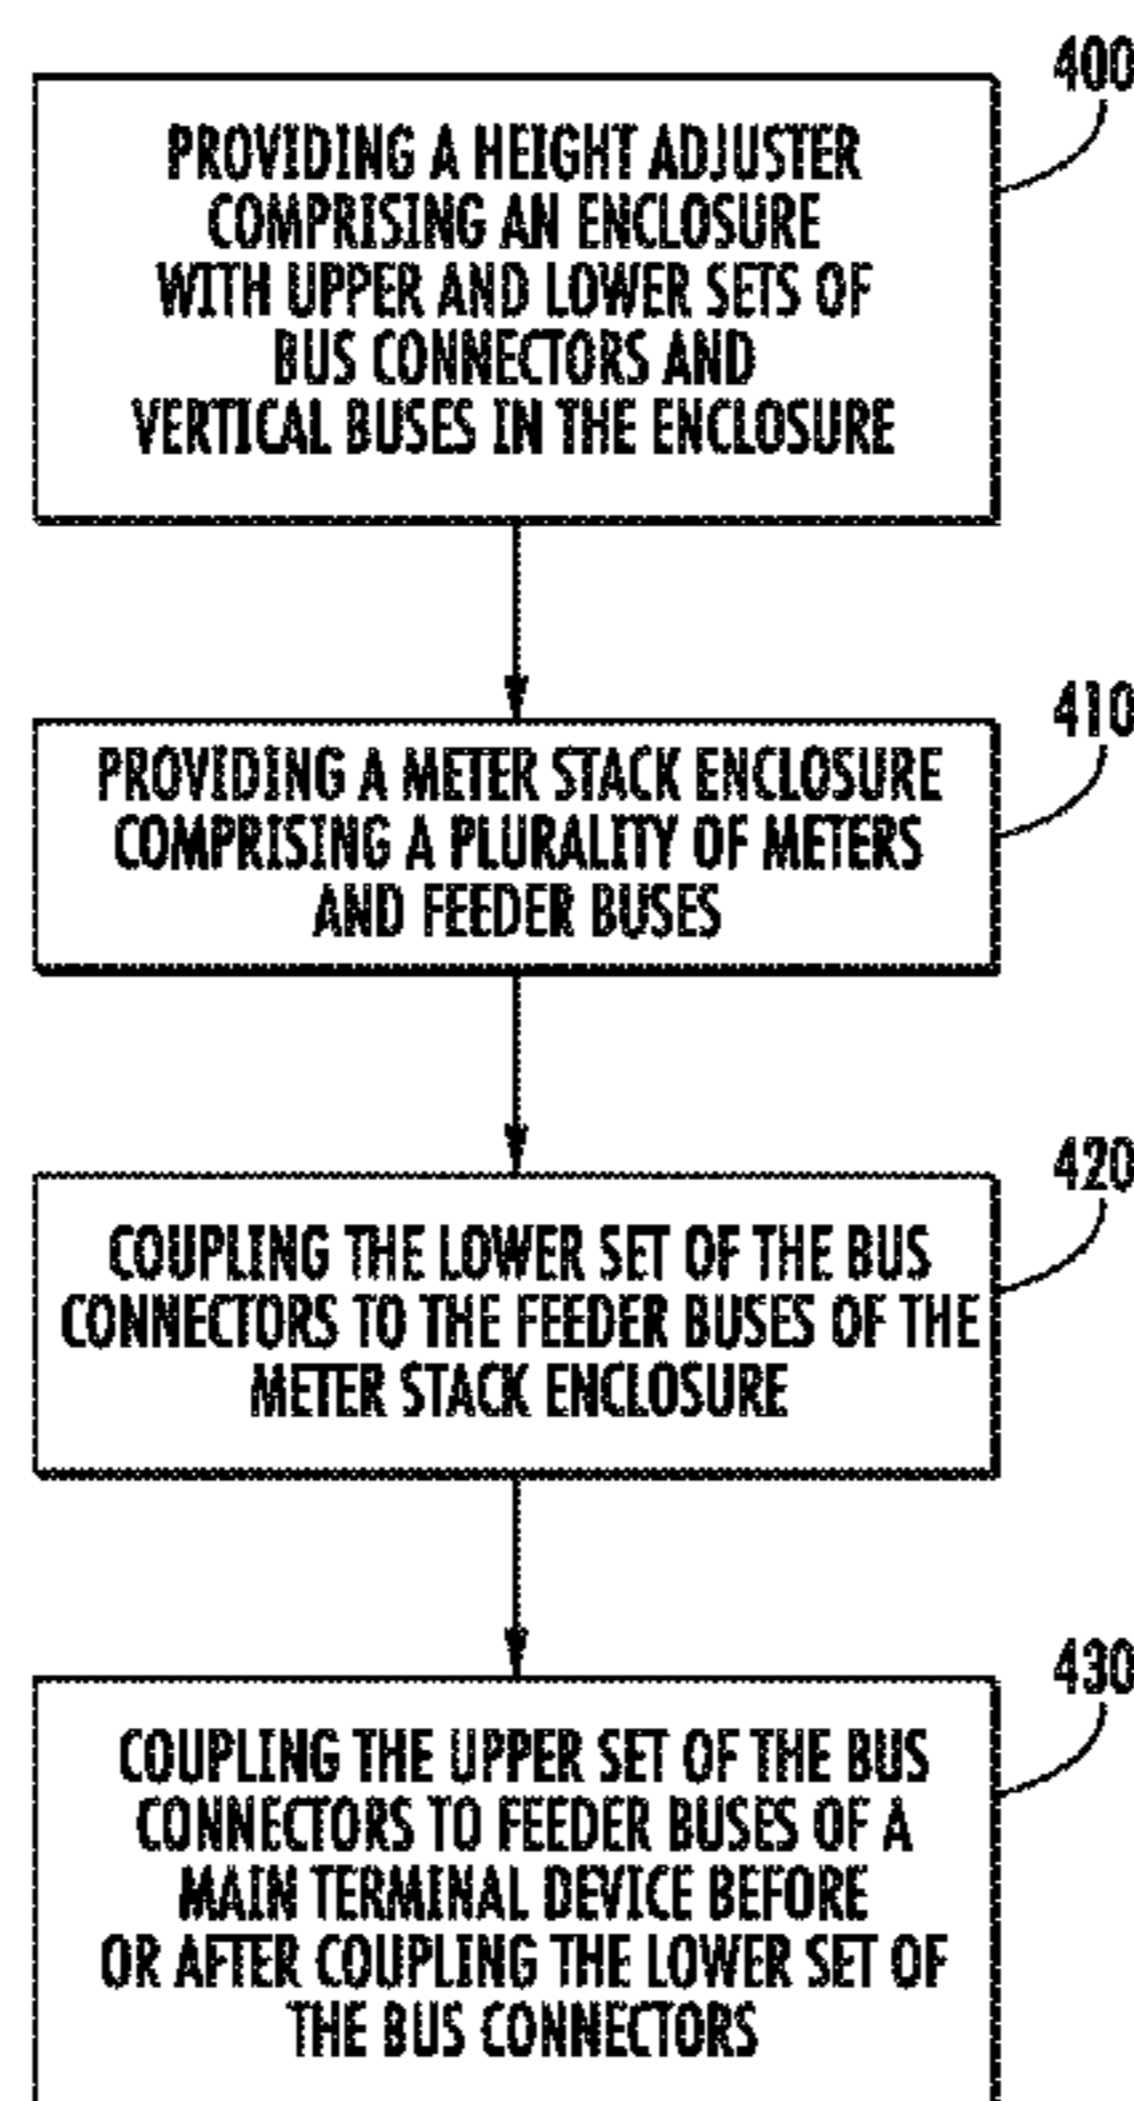 400
PROVIDING A HEIGHT ADJUSTER
COMPRISING AN ENCLOSURE
WITH UPPER AND LOWER SETS OF
BUS CONNECTORS AND
VERTICAL BUSES IN THE ENCLOSURE
410
PROVIDING A METER STACK ENCLOSURE
COMPRISING A PLURALITY OF METERS
AND FEEDER BUSES
420
COUPLING THE LOWER SET OF THE BUS
CONNECTORS TO THE FEEDER BUSES OF THE
METER STACK ENCLOSURE
430
COUPLING THE UPPER SET OF THE BUS
CONNECTORS TO FEEDER BUSES OF A
MAIN TERMINAL DEVICE BEFORE
OR AFTER COUPLING THE LOWER SET OF
THE BUS CONNECTORS